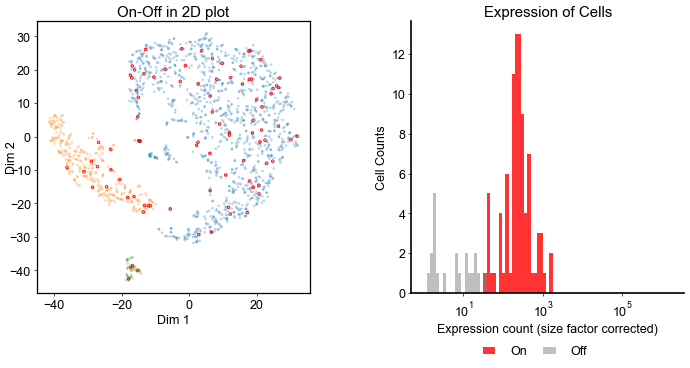 On-Off in 2D plot
30
20
10
0
−10
−20
−30
−40
Dim 2
−40
−20
0
20
Dim 1
Expression of Cells
12
10
8
6
4
2
0
Cell Counts
10^1
10^3
10^5
Expression count (size factor corrected)
On
Off